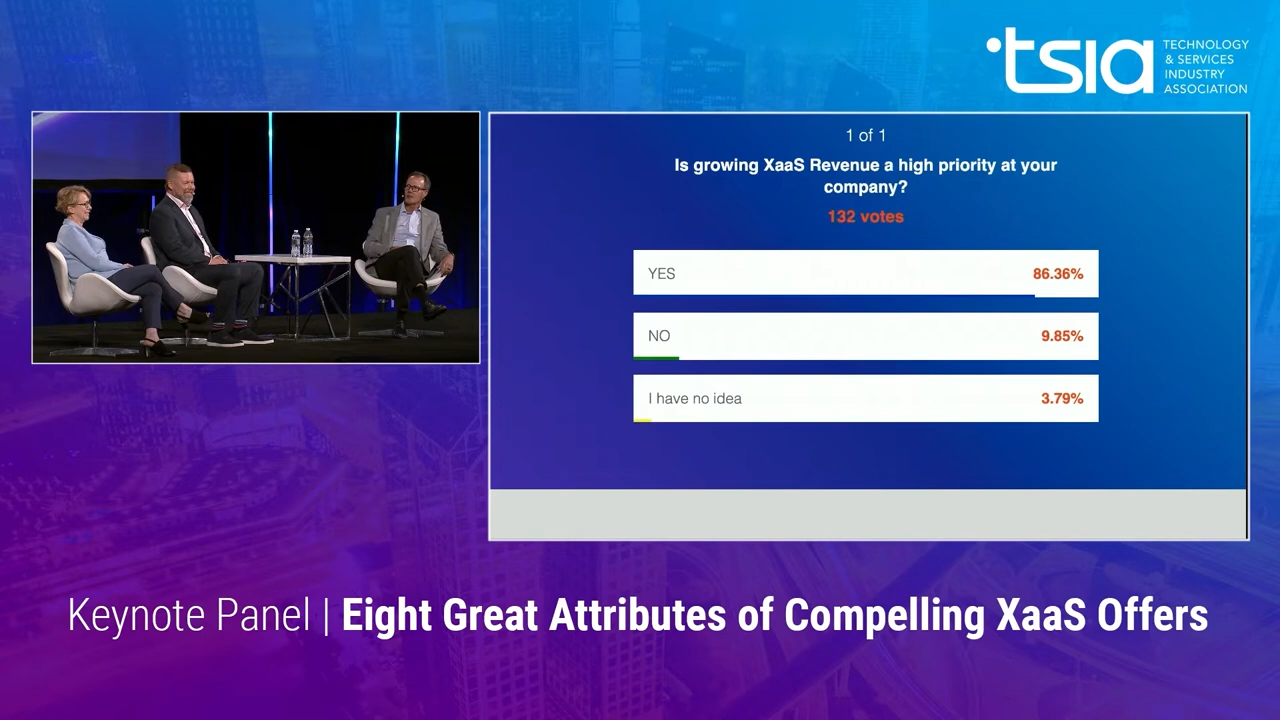 tsia
TECHNOLOGY
& SERVICES
INDUSTRY
ASSOCIATION
1 of 1
Is growing XaaS Revenue a high priority at your
company?
132 votes
YES 86.36%
NO 9.85%
I have no idea 3.79%
Keynote Panel | Eight Great Attributes of Compelling XaaS Offers